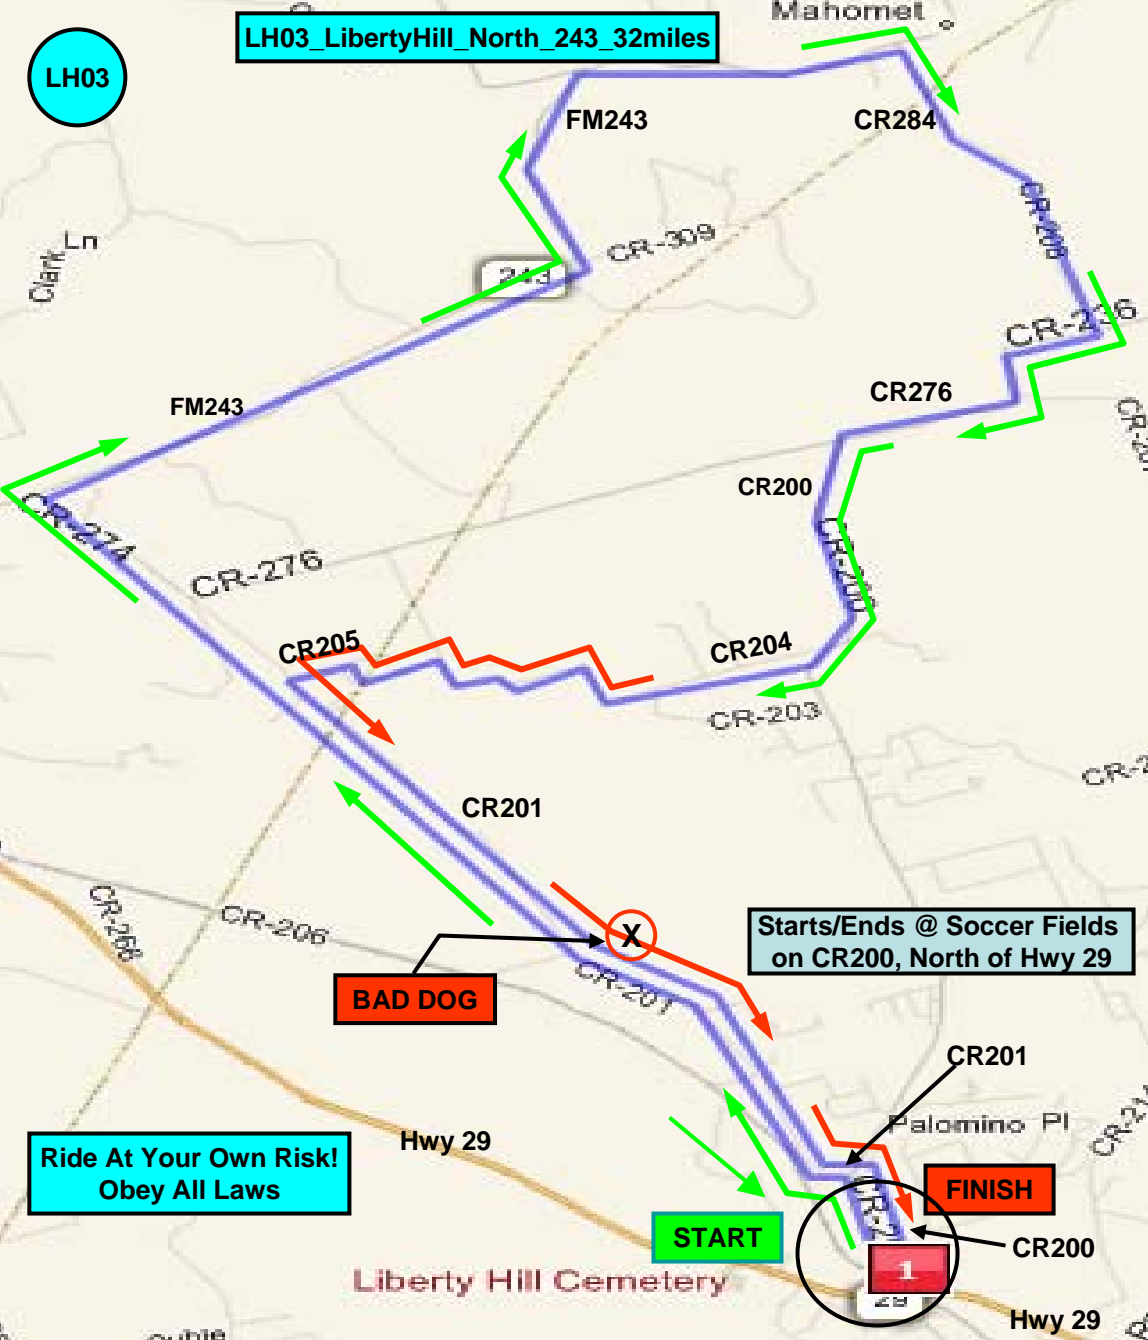 Mahomet
LH03_LibertyHill_North_243_32miles
LH03
FM243
CR284
CR-309
Clark Ln
243
CR-236
CR276
FM243
CR200
CR-274
CR-276
CR205
CR204
CR-203
CR201
CR-268
CR-206
X
Starts/Ends @ Soccer Fields
on CR200, North of Hwy 29
BAD DOG
CR-201
CR201
Palomino Pl
Hwy 29
Ride At Your Own Risk!
Obey All Laws
FINISH
START
CR200
1
Liberty Hill Cemetery
29
Hwy 29